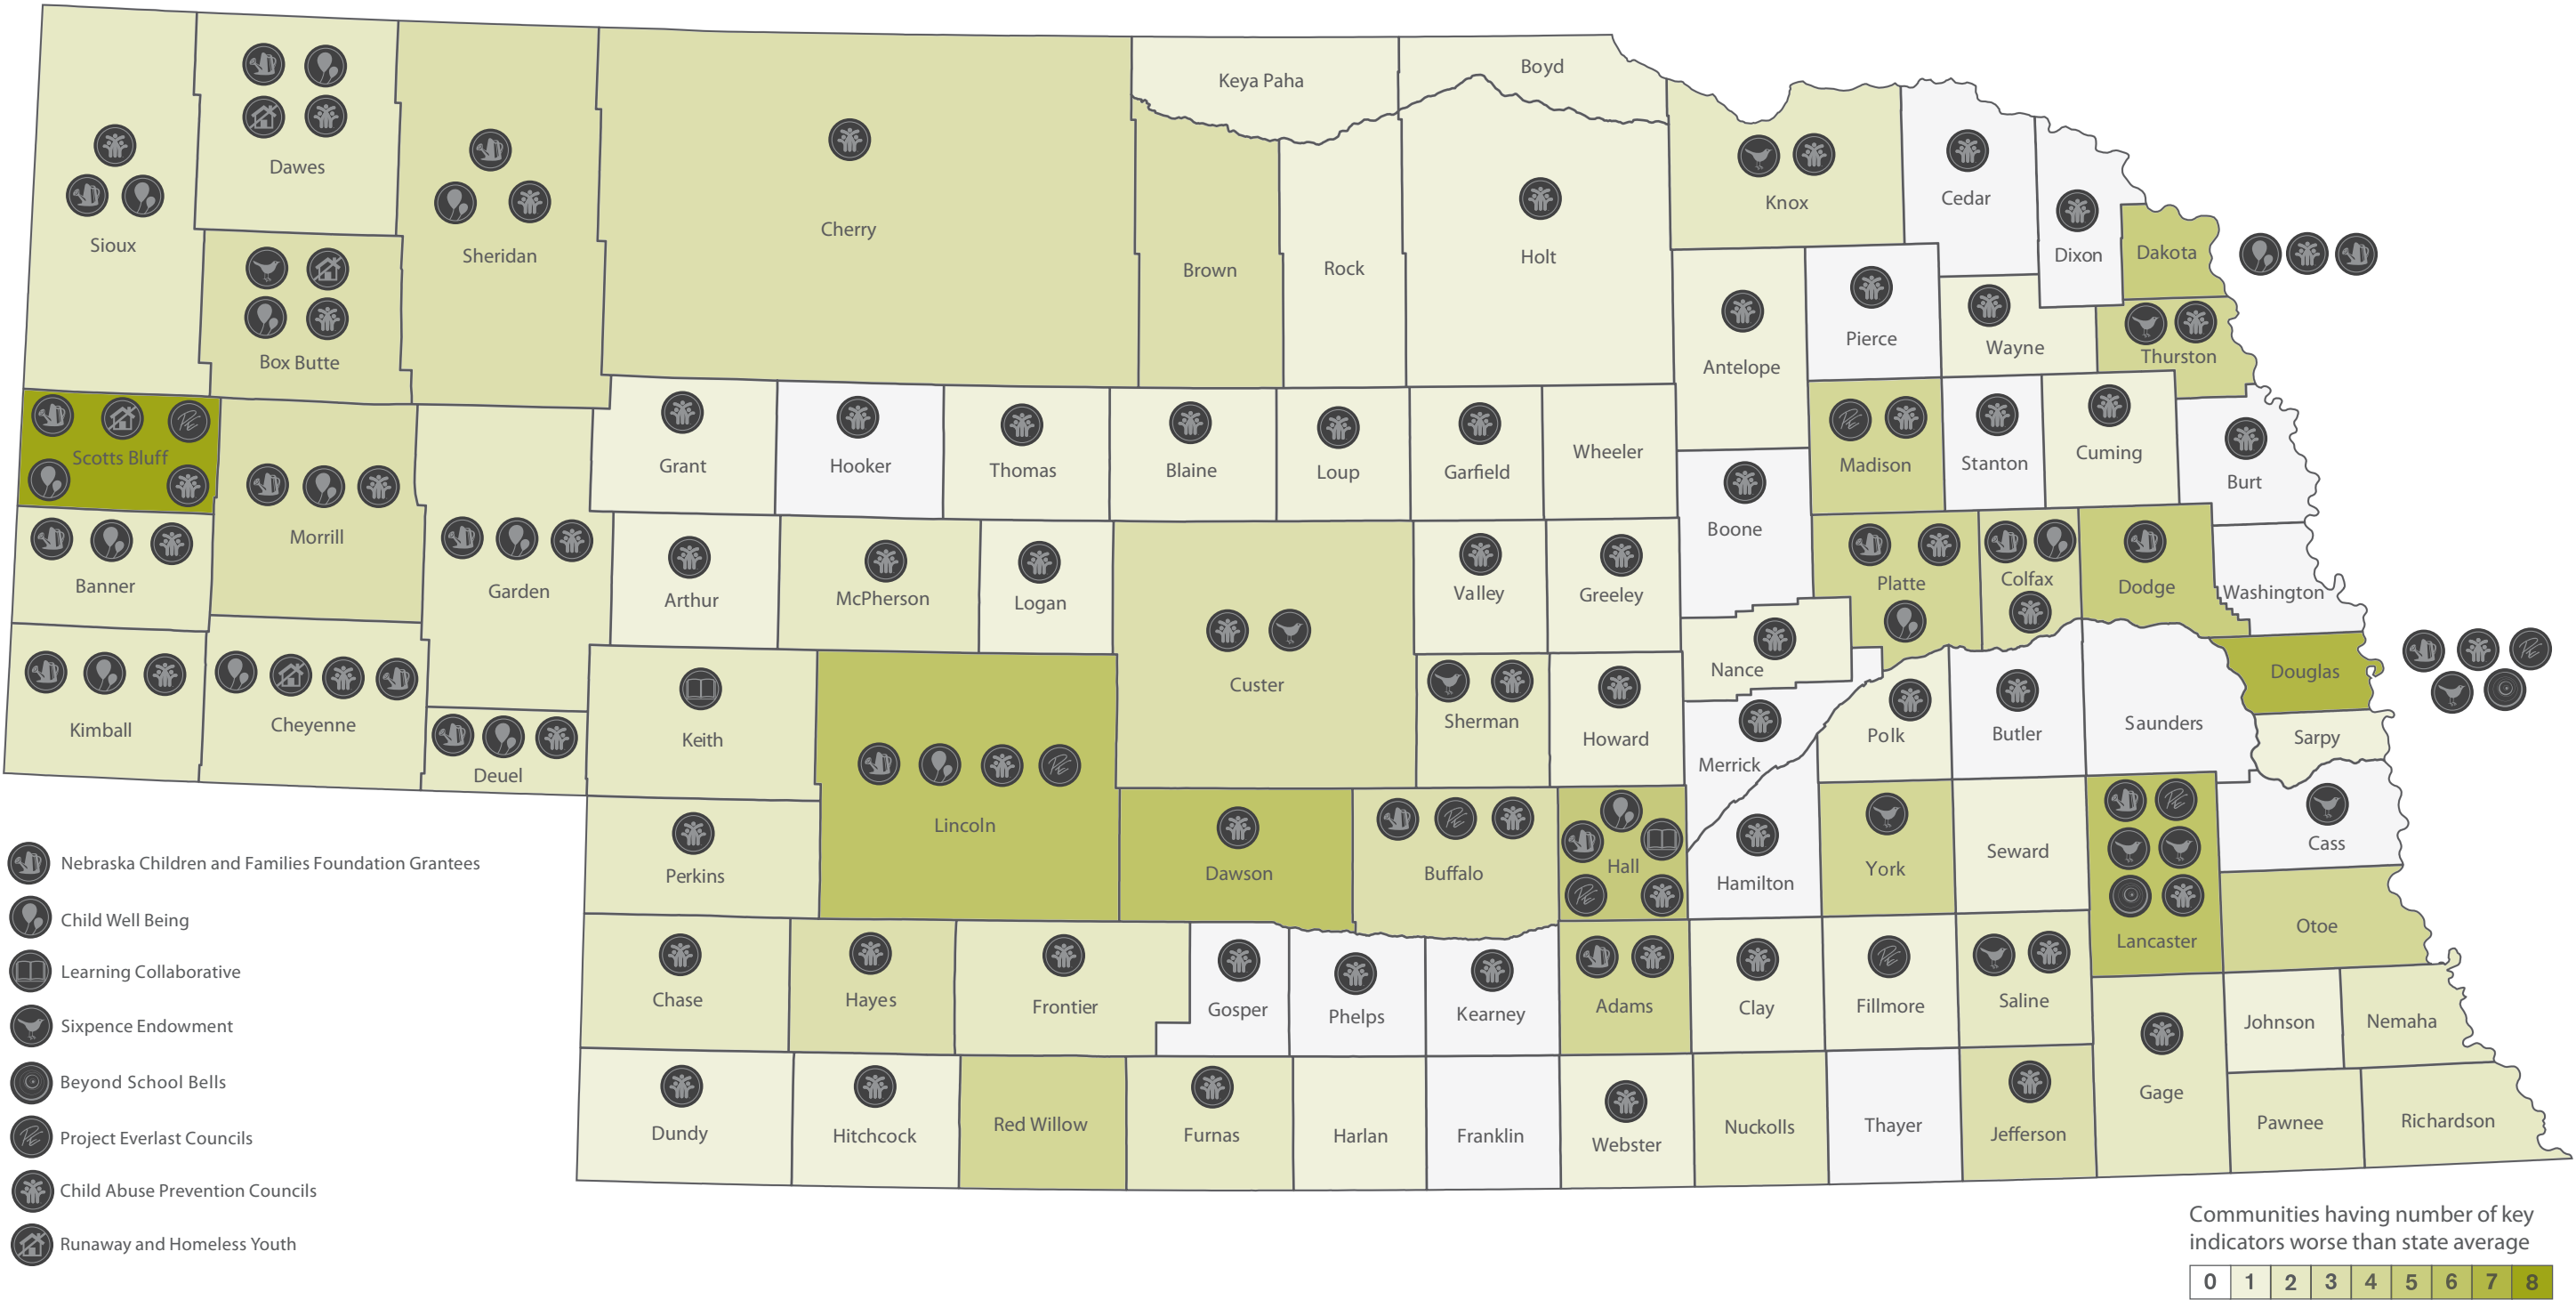 Keya Paha
Boyd
Dawes
Knox
Cedar
Sioux
Sheridan
Cherry
Brown
Rock
Holt
Dixon
Dakota
Box Butte
Antelope
Pierce
Wayne
Thurston
Scotts Bluff
Grant
Hooker
Thomas
Blaine
Loup
Garfield
Wheeler
Madison
Stanton
Cuming
Burt
Morrill
Boone
Banner
Garden
Arthur
McPherson
Logan
Valley
Greeley
Platte
Colfax
Dodge
Washington
Kimball
Cheyenne
Deuel
Keith
Custer
Sherman
Howard
Nance
Merrick
Polk
Butler
Saunders
Douglas
Sarpy
Lincoln
Perkins
Dawson
Buffalo
Hall
Hamilton
York
Seward
Lancaster
Cass
Otoe
Chase
Hayes
Frontier
Gosper
Phelps
Kearney
Adams
Clay
Fillmore
Saline
Gage
Johnson
Nemaha
Dundy
Hitchcock
Red Willow
Furnas
Harlan
Franklin
Webster
Nuckolls
Thayer
Jefferson
Pawnee
Richardson
Nebraska Children and Families Foundation Grantees
Child Well Being
Learning Collaborative
Sixpence Endowment
Beyond School Bells
Project Everlast Councils
Child Abuse Prevention Councils
Runaway and Homeless Youth
Communities having number of key
indicators worse than state average
0 1 2 3 4 5 6 7 8